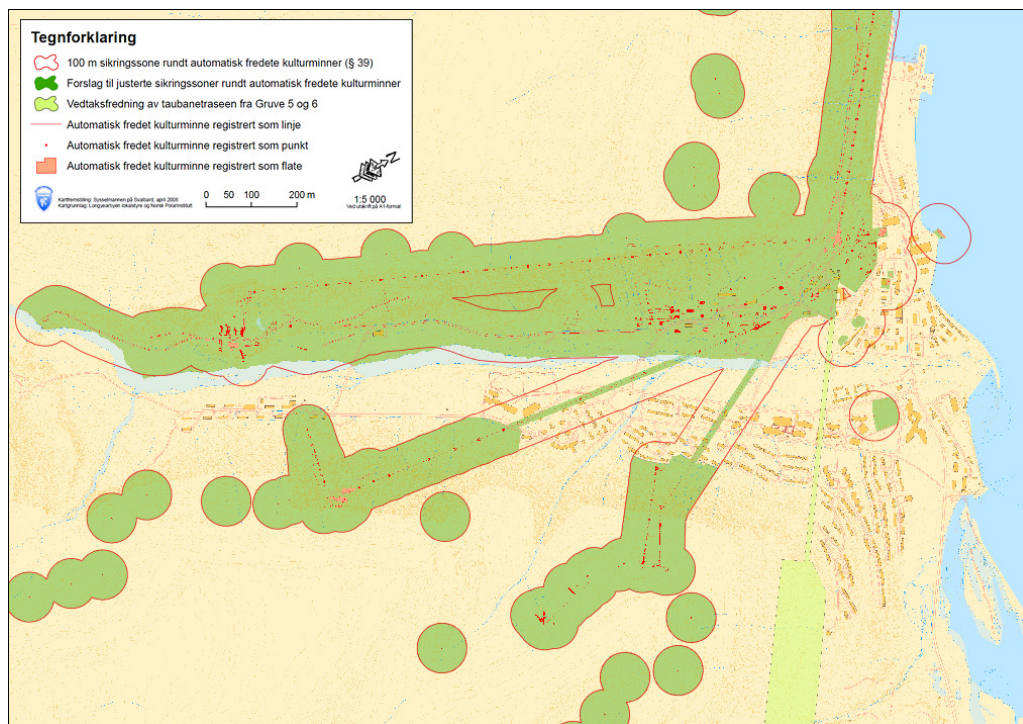 Tegnforklaring
100 m sikringssone rundt automatisk fredete kulturminner (§ 39)
Forslag til justerte sikringssoner rundt automatisk fredete kulturminner
Vedtaksfredning av taubanetraseen fra Gruve 5 og 6
Automatisk fredet kulturminne registrert som linje
Automatisk fredet kulturminne registrert som punkt
Automatisk fredet kulturminne registrert som flate
N
Kartfremstilling: Sysselmannen på Svalbard, april 2008
Kartgrunnlag: Longyearbyen lokalstyre og Norsk Polarinstitutt
0 50 100 200 m
1:5 000
Ved utskrift på A1-format